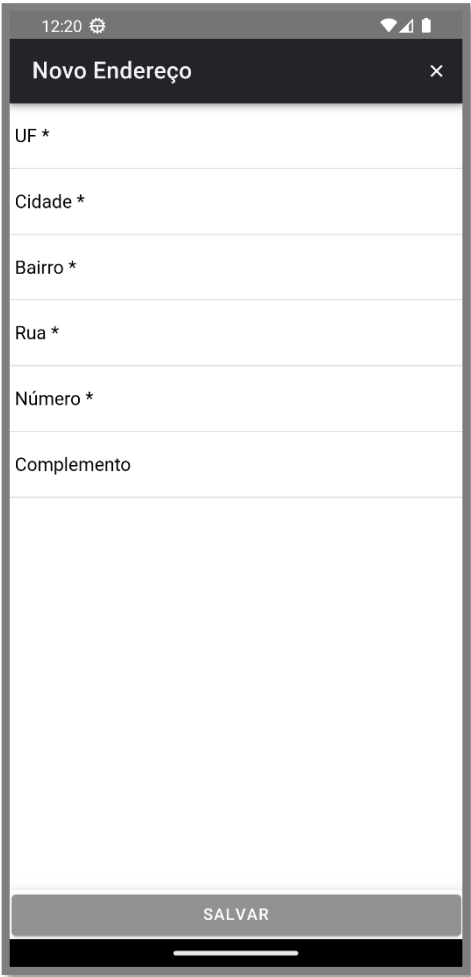 12:20
Novo Endereço
UF *
Cidade *
Bairro *
Rua *
Número *
Complemento
SALVAR